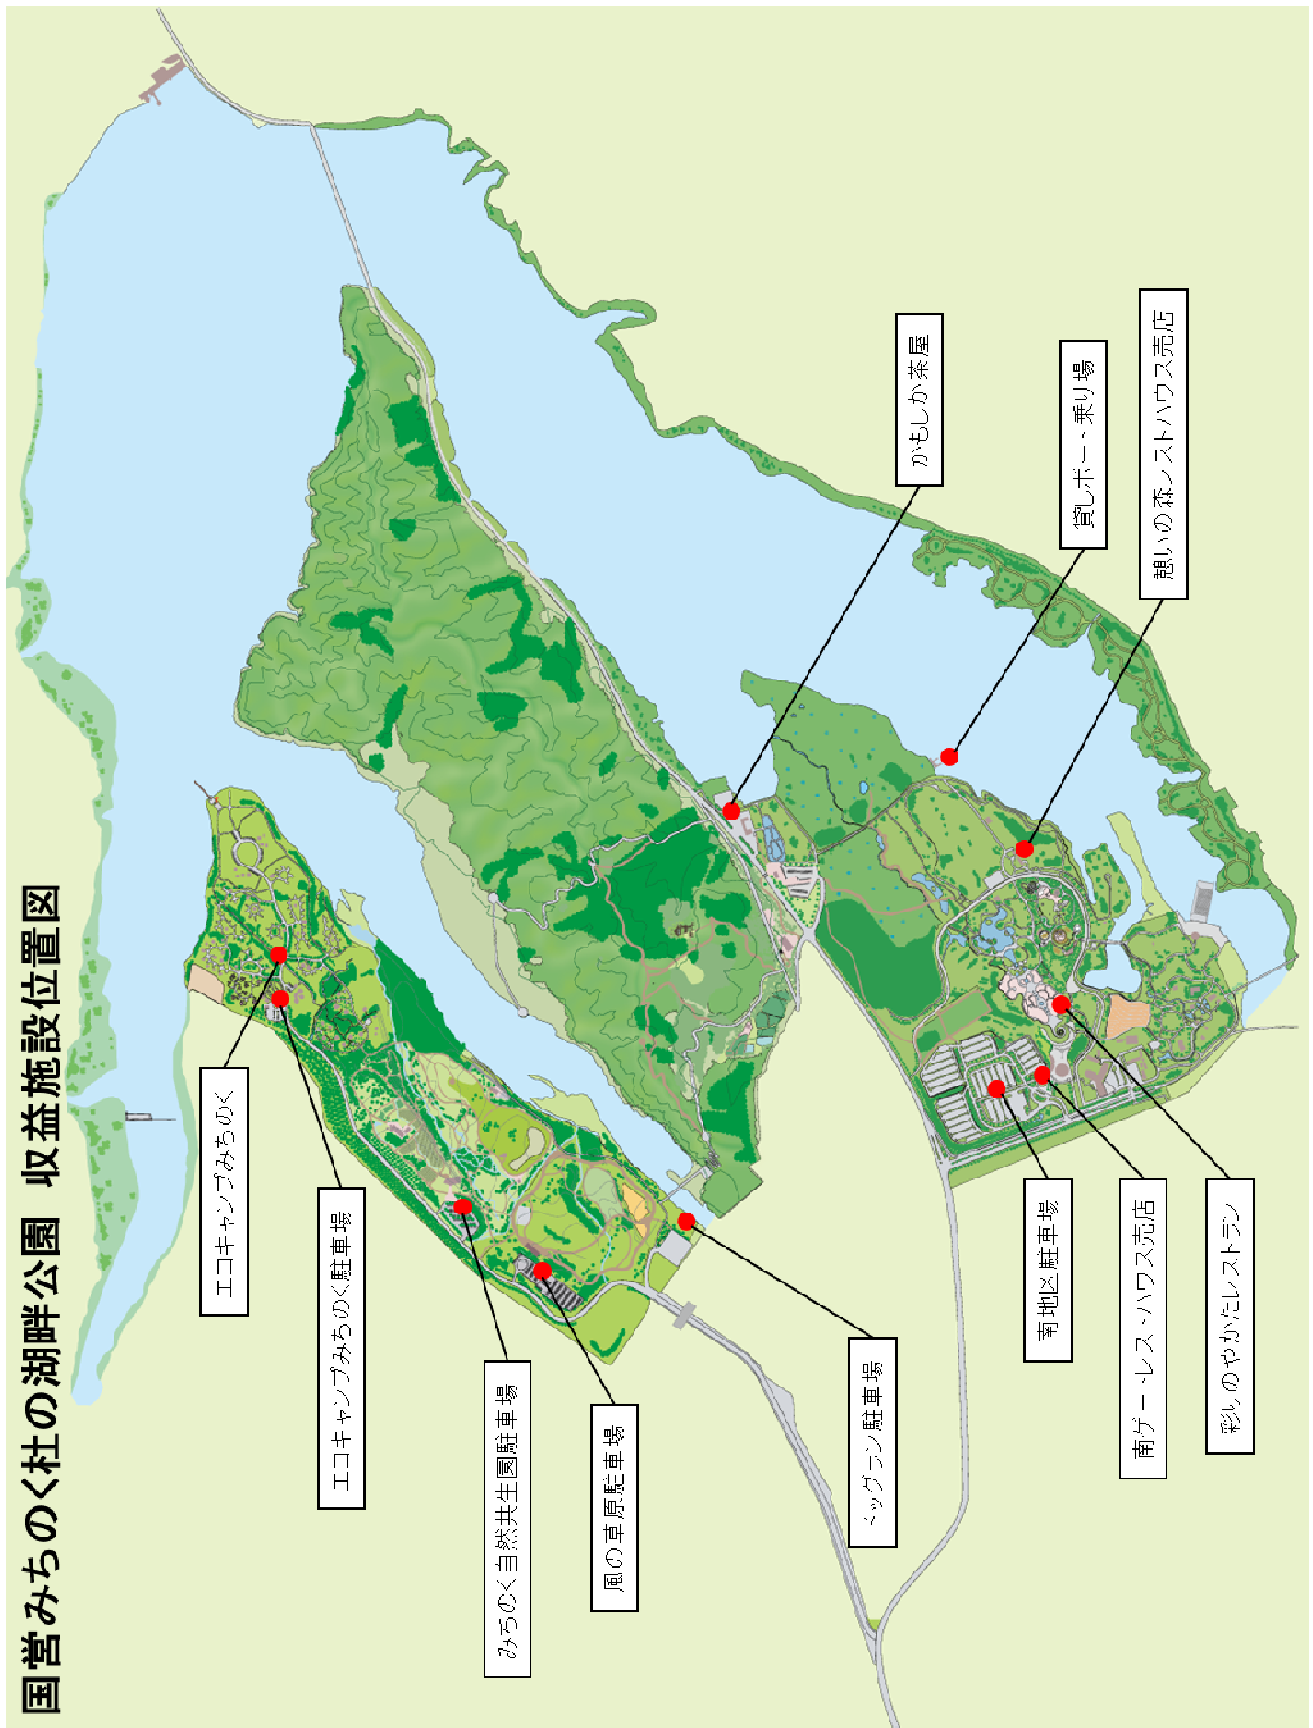 国営みちのく杜の湖畔公園 収益施設位置図
エコキャンプみちのく
エコキャンプみちのく駐車場
みちのく自然共生園駐車場
風の草原駐車場
ドッグラン駐車場
かもしか茶屋
貸しボート乗り場
憩いの森レストハウス売店
南地区駐車場
南ゲートレストハウス売店
彩りのやかたレストラン